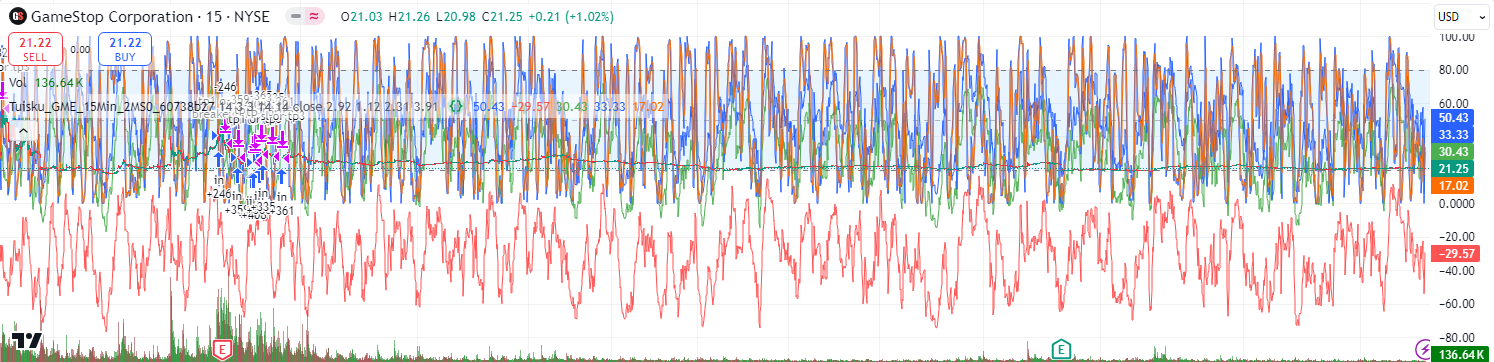 GameStop Corporation · 15 · NYSE
O21.03 H21.26 L20.98 C21.25 +0.21 (+1.02%)
USD
21.22
SELL
0.00
21.22
BUY
Vol 136.64 K
Tuisku_GME_15Min_2MS0_60738b27 14 3 3 14 14 close 2.92 1.12 2.31 3.91 50.43 −29.57 30.43 33.33 17.02
100.00
80.00
60.00
50.43
33.33
30.43
21.25
17.02
0.0000
−20.00
−29.57
−40.00
−60.00
−80.00
136.64 K
+246
in
+361
E
E